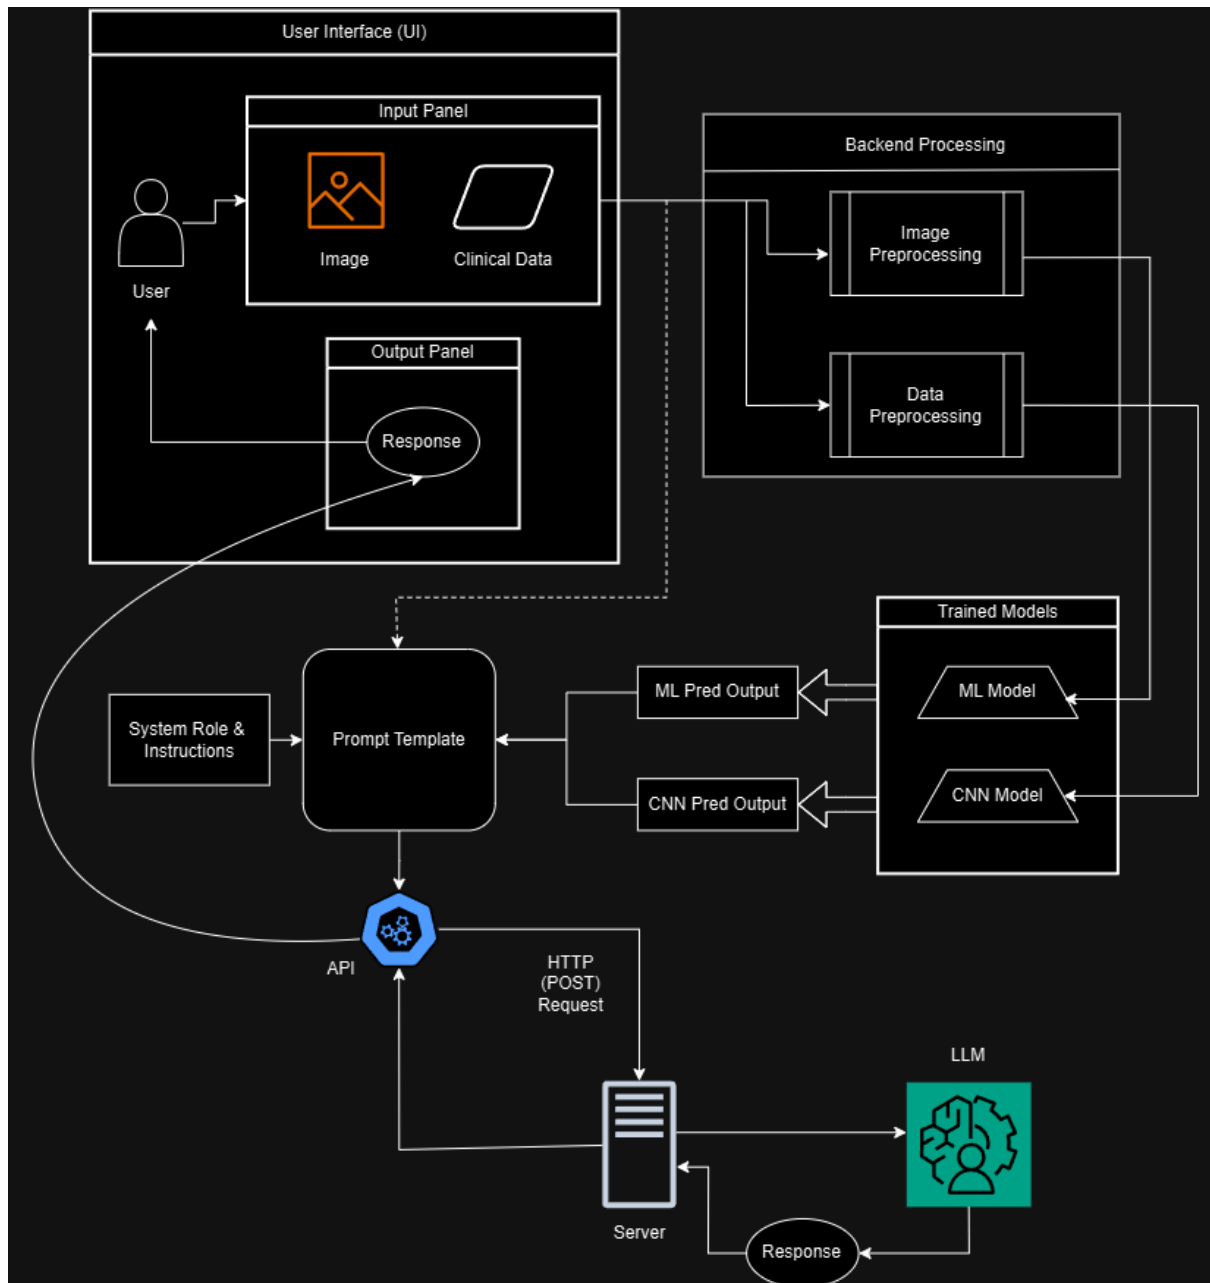 User Interface (UI)
Input Panel
Image
Clinical Data
User
Output Panel
Response
Backend Processing
Image
Preprocessing
Data
Preprocessing
Trained Models
ML Model
CNN Model
ML Pred Output
CNN Pred Output
System Role &
Instructions
Prompt Template
API
HTTP
(POST)
Request
LLM
Server
Response